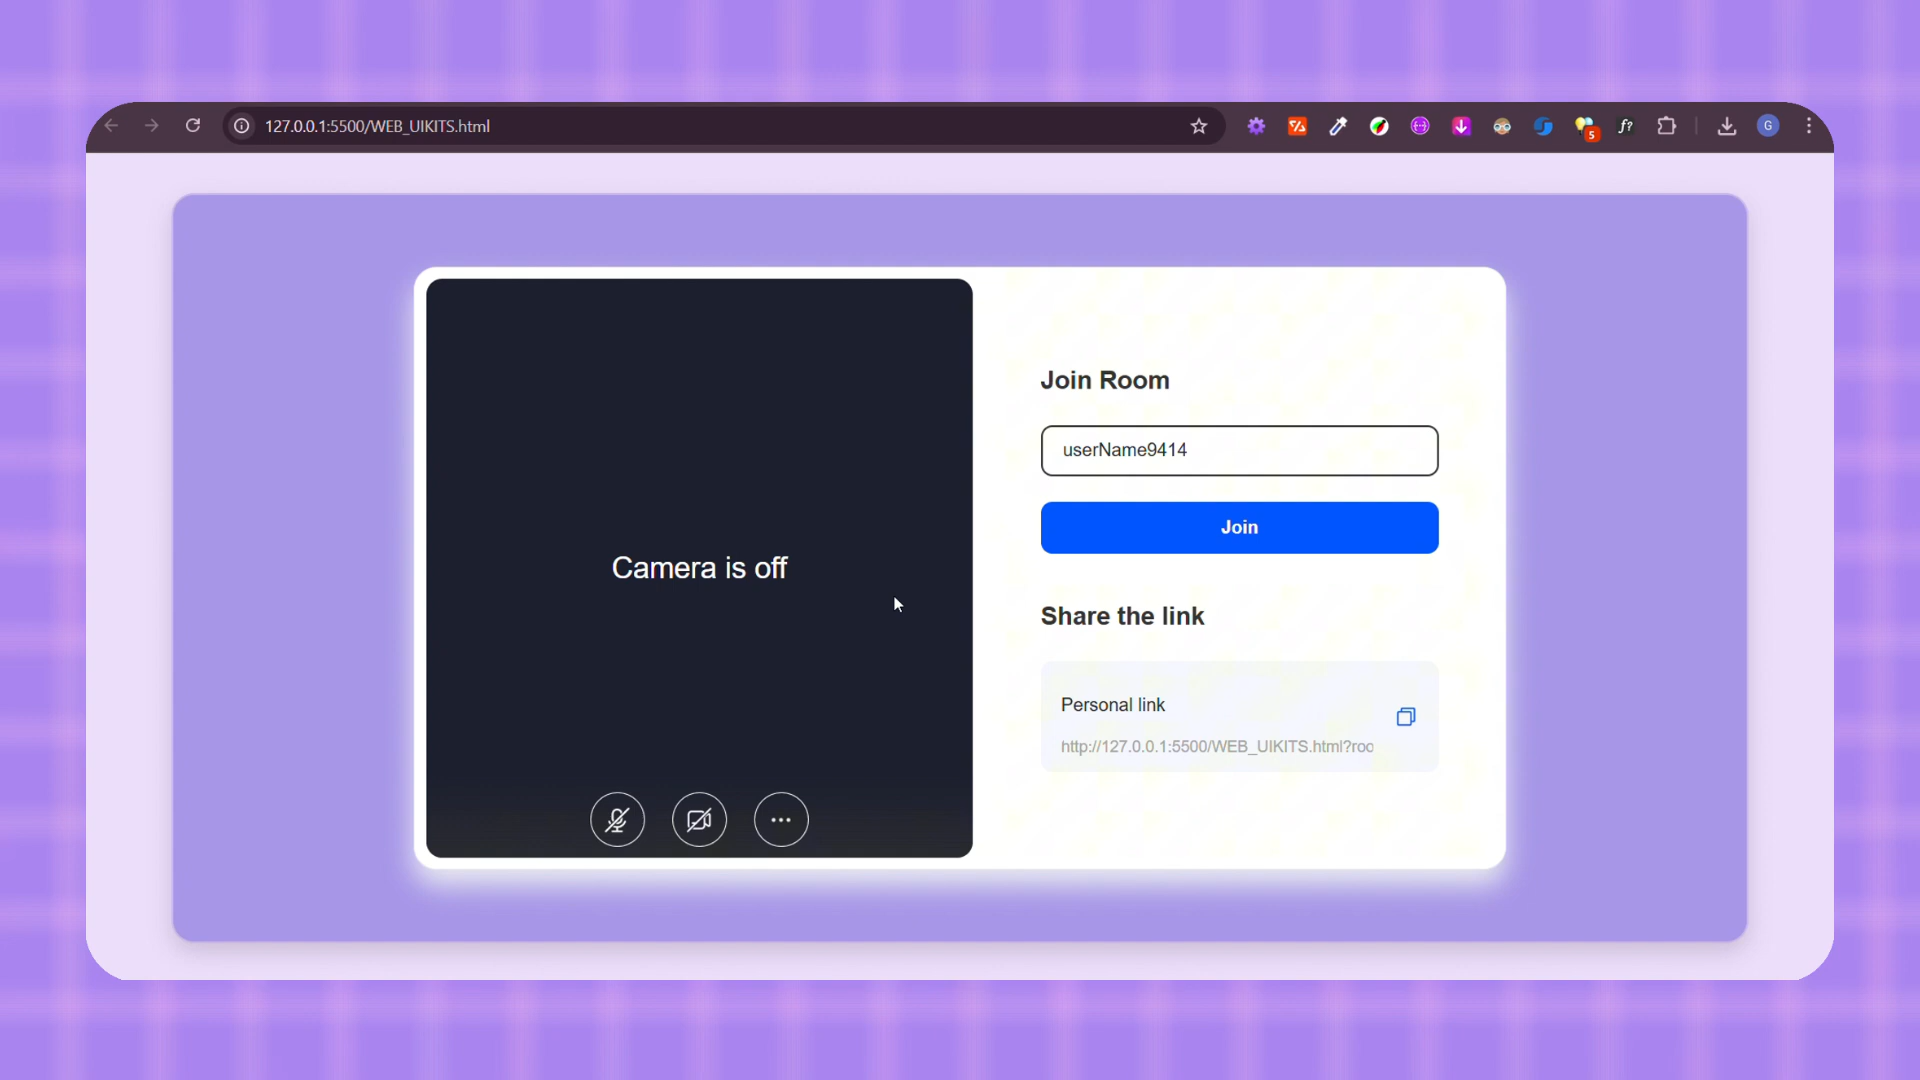 127.0.0.1:5500/WEB_UIKITS.html
5
f?
G
Join Room
userName9414
Join
Camera is off
Share the link
Personal link
http://127.0.0.1:5500/WEB_UIKITS.html?roo